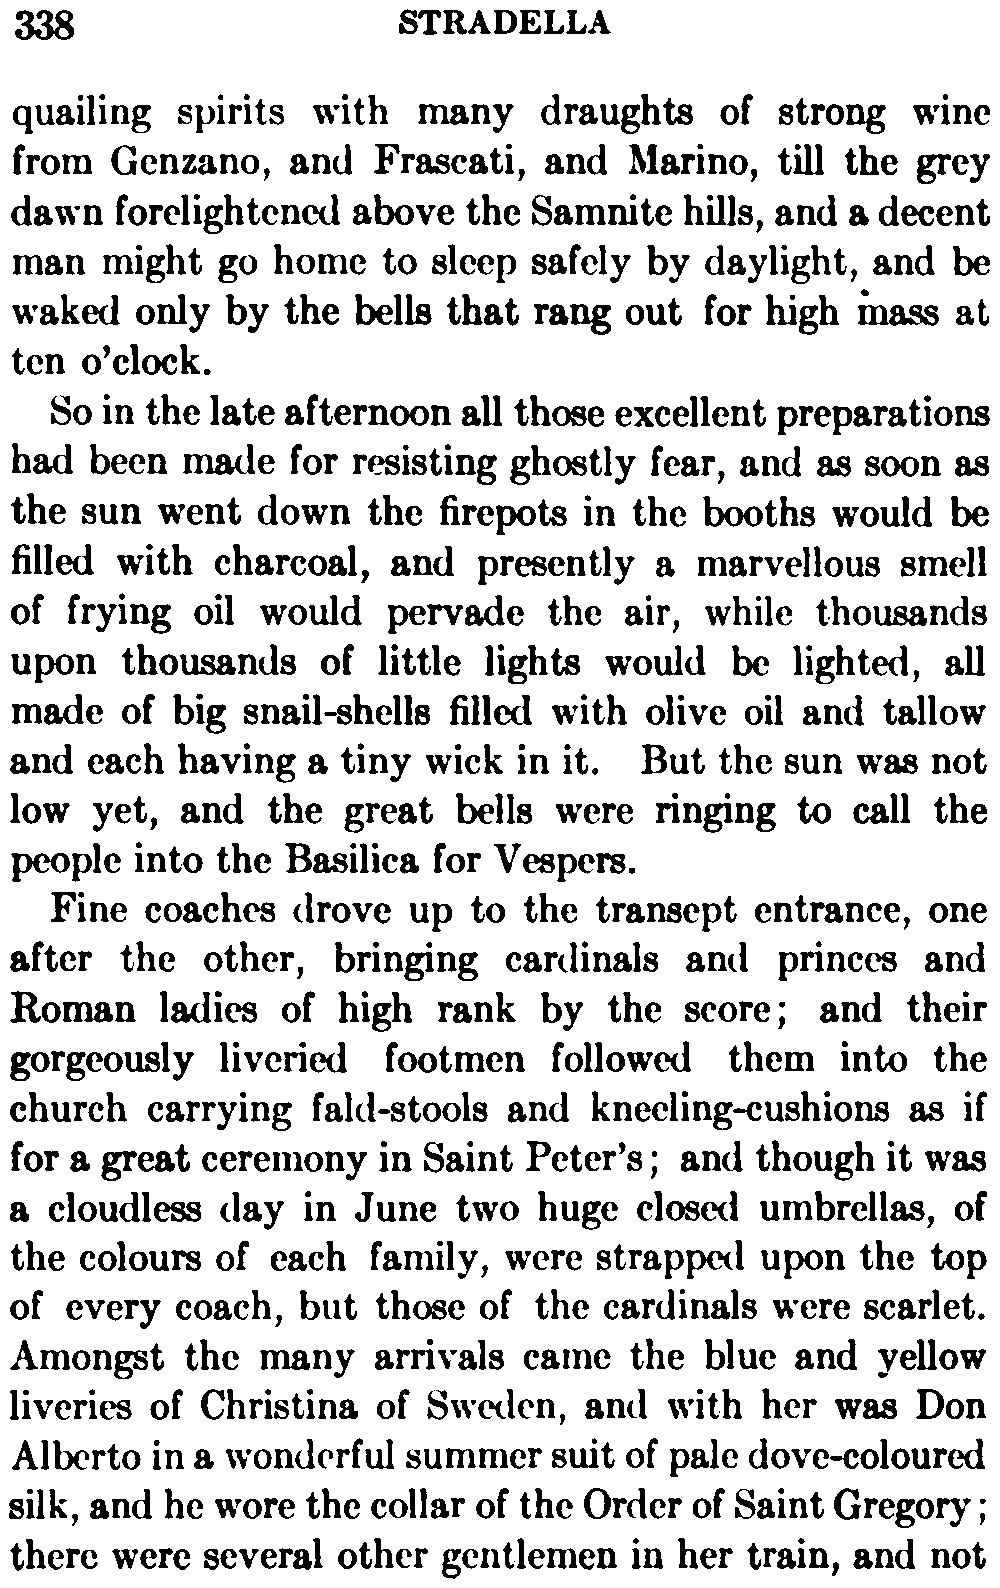 338 STRADELLA
quailing spirits with many draughts of strong wine
from Genzano, and Frascati, and Marino, till the grey
dawn forelightened above the Samnite hills, and a decent
man might go home to sleep safely by daylight, and be
waked only by the bells that rang out for high mass at
ten o'clock.
So in the late afternoon all those excellent preparations
had been made for resisting ghostly fear, and as soon as
the sun went down the firepots in the booths would be
filled with charcoal, and presently a marvellous smell
of frying oil would pervade the air, while thousands
upon thousands of little lights would be lighted, all
made of big snail-shells filled with olive oil and tallow
and each having a tiny wick in it. But the sun was not
low yet, and the great bells were ringing to call the
people into the Basilica for Vespers.
Fine coaches drove up to the transept entrance, one
after the other, bringing cardinals and princes and
Roman ladies of high rank by the score; and their
gorgeously liveried footmen followed them into the
church carrying fald-stools and kneeling-cushions as if
for a great ceremony in Saint Peter's; and though it was
a cloudless day in June two huge closed umbrellas, of
the colours of each family, were strapped upon the top
of every coach, but those of the cardinals were scarlet.
Amongst the many arrivals came the blue and yellow
liveries of Christina of Sweden, and with her was Don
Alberto in a wonderful summer suit of pale dove-coloured
silk, and he wore the collar of the Order of Saint Gregory;
there were several other gentlemen in her train, and not